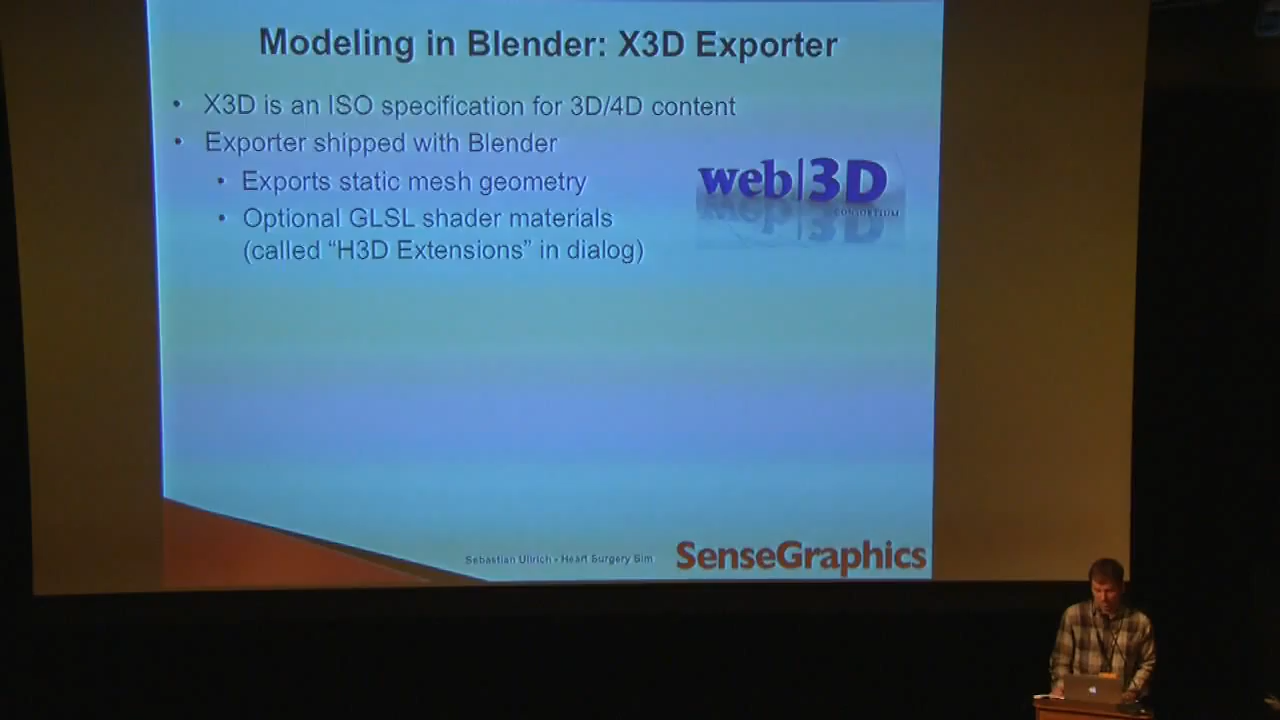 Modeling in Blender: X3D Exporter
• X3D is an ISO specification for 3D/4D content
• Exporter shipped with Blender
• Exports static mesh geometry
• Optional GLSL shader materials
(called “H3D Extensions” in dialog)
web|3D
CONSORTIUM
Sebastian Ullrich - Heart Surgery Sim
SenseGraphics